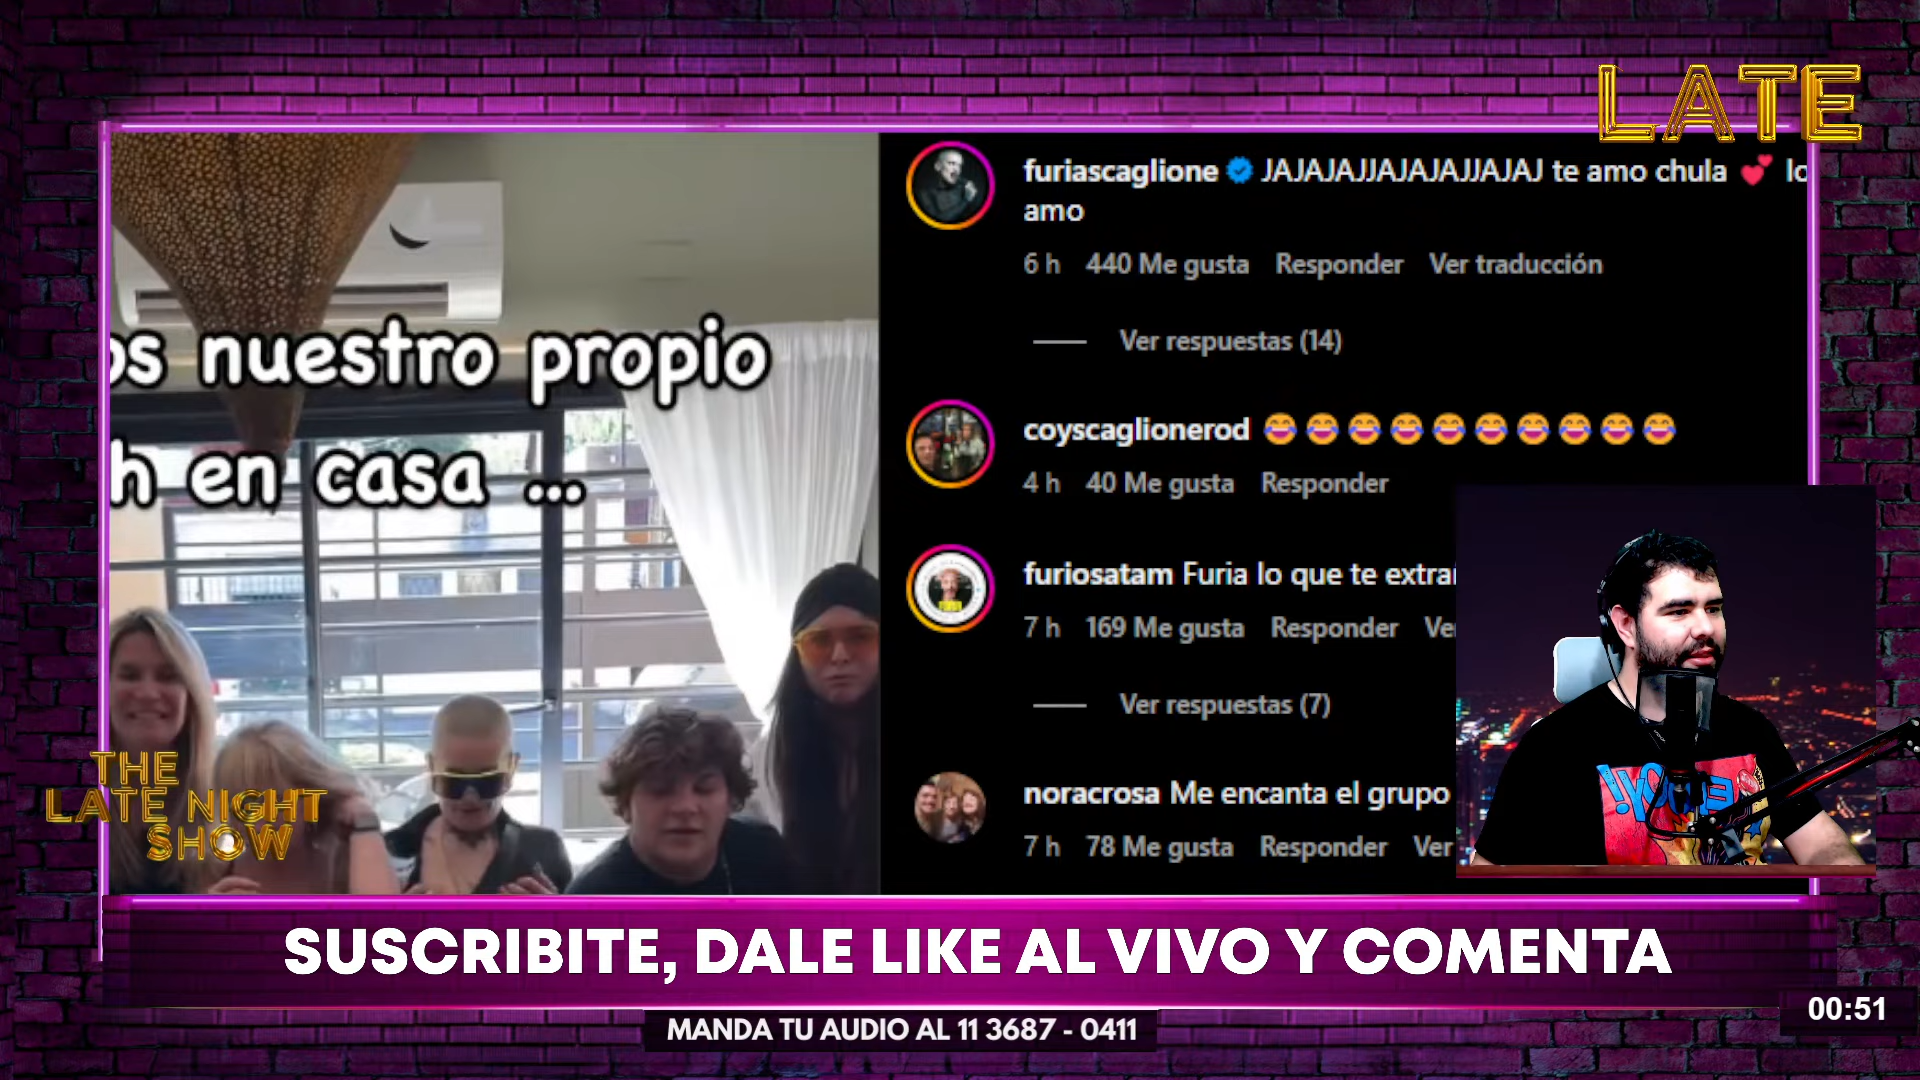 LATE
os nuestro propio
h en casa ...
furiascaglione JAJAJAJJAJAJAJJAJAJ te amo chula 💕 lo
amo
6 h 440 Me gusta Responder Ver traducción
Ver respuestas (14)
coyscaglionerod 😂😂😂😂😂😂😂😂😂😂
4 h 40 Me gusta Responder
furiosatam Furia lo que te
7 h 169 Me gusta Responder
Ver respuestas (7)
noracrosa Me encanta el grupo
7 h 78 Me gusta Responder Ver
THE
LATE NIGHT
SHOW
SUSCRIBITE, DALE LIKE AL VIVO Y COMENTA
MANDA TU AUDIO AL 11 3687 - 0411
00:51